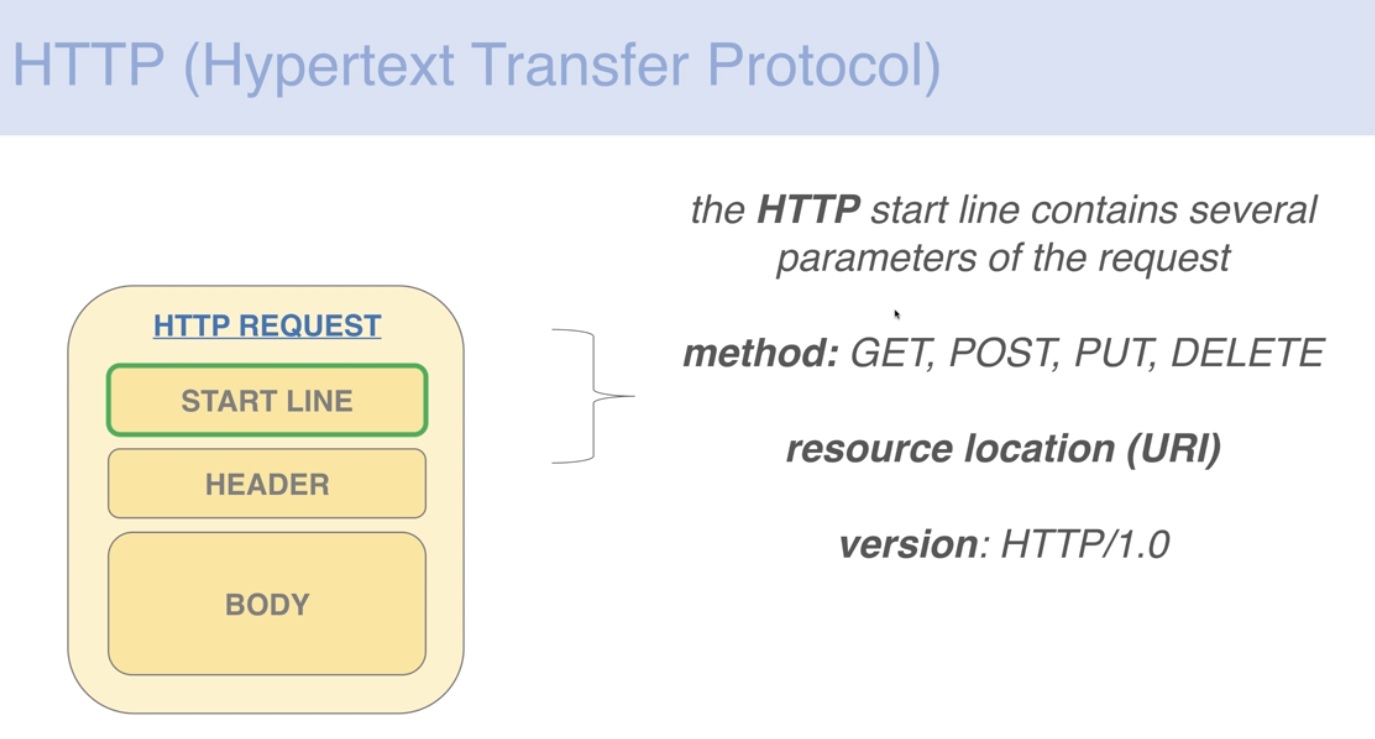 HTTP (Hypertext Transfer Protocol)
HTTP REQUEST
START LINE
HEADER
BODY
the HTTP start line contains several
parameters of the request
method: GET, POST, PUT, DELETE
resource location (URI)
version: HTTP/1.0